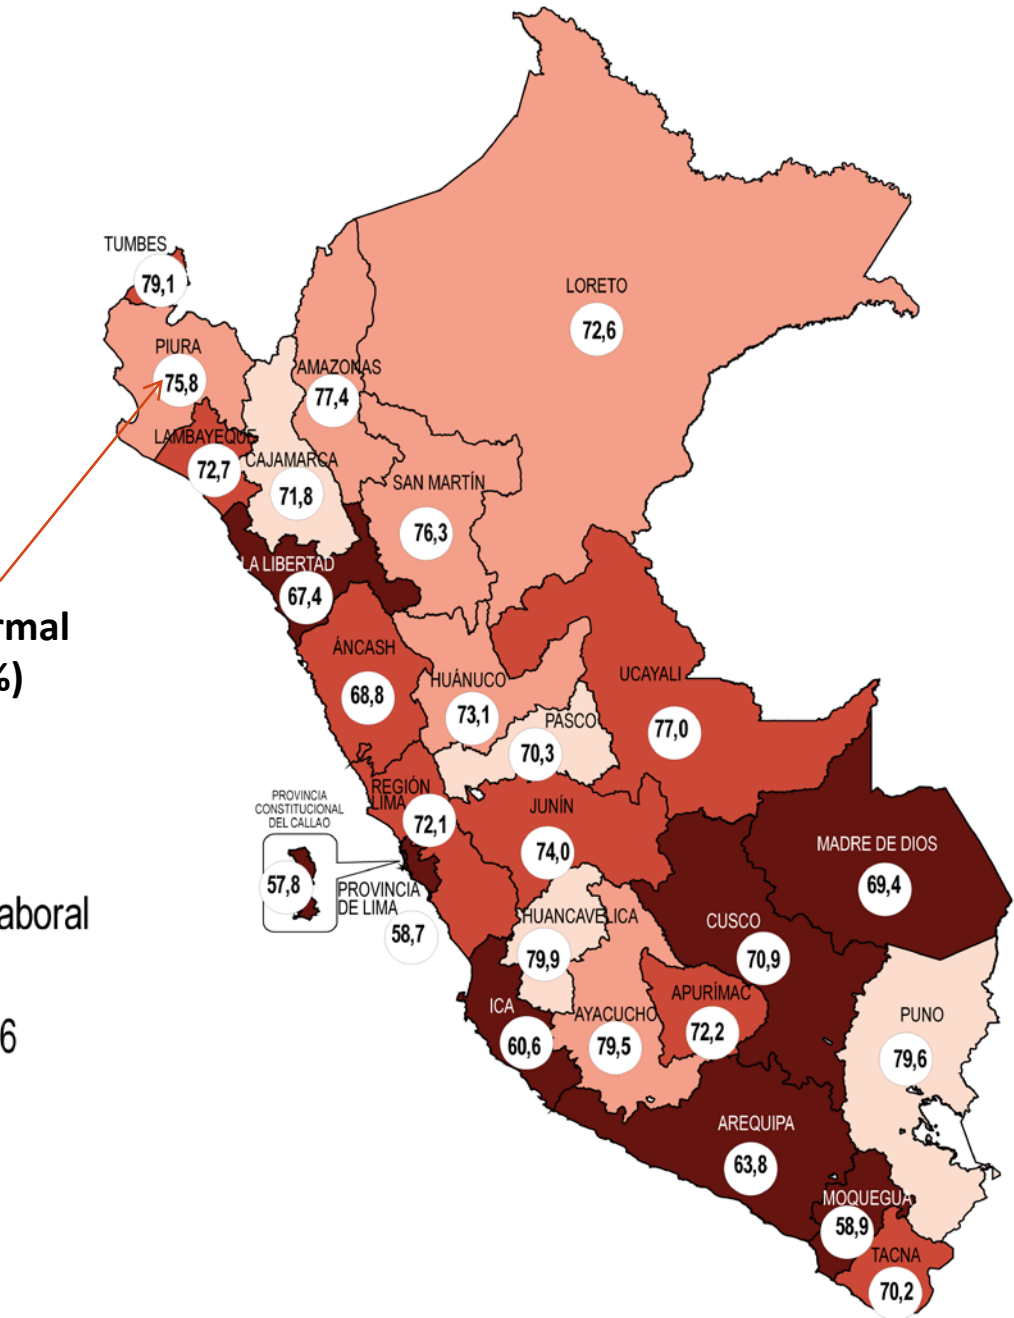 TUMBES
79,1
LORETO
72,6
PIURA
75,8
AMAZONAS
77,4
LAMBAYEQUE
72,7
CAJAMARCA
71,8
SAN MARTÍN
76,3
LA LIBERTAD
67,4
rmal
%)
ÁNCASH
68,8
HUÁNUCO
73,1
UCAYALI
77,0
PASCO
70,3
REGIÓN
LIMA
72,1
JUNÍN
74,0
PROVINCIA
CONSTITUCIONAL
DEL CALLAO
57,8
PROVINCIA
DE LIMA
58,7
MADRE DE DIOS
69,4
aboral
HUANCAVELICA
79,9
CUSCO
70,9
6
ICA
60,6
AYACUCHO
79,5
APURÍMAC
72,2
PUNO
79,6
AREQUIPA
63,8
MOQUEGUA
58,9
TACNA
70,2